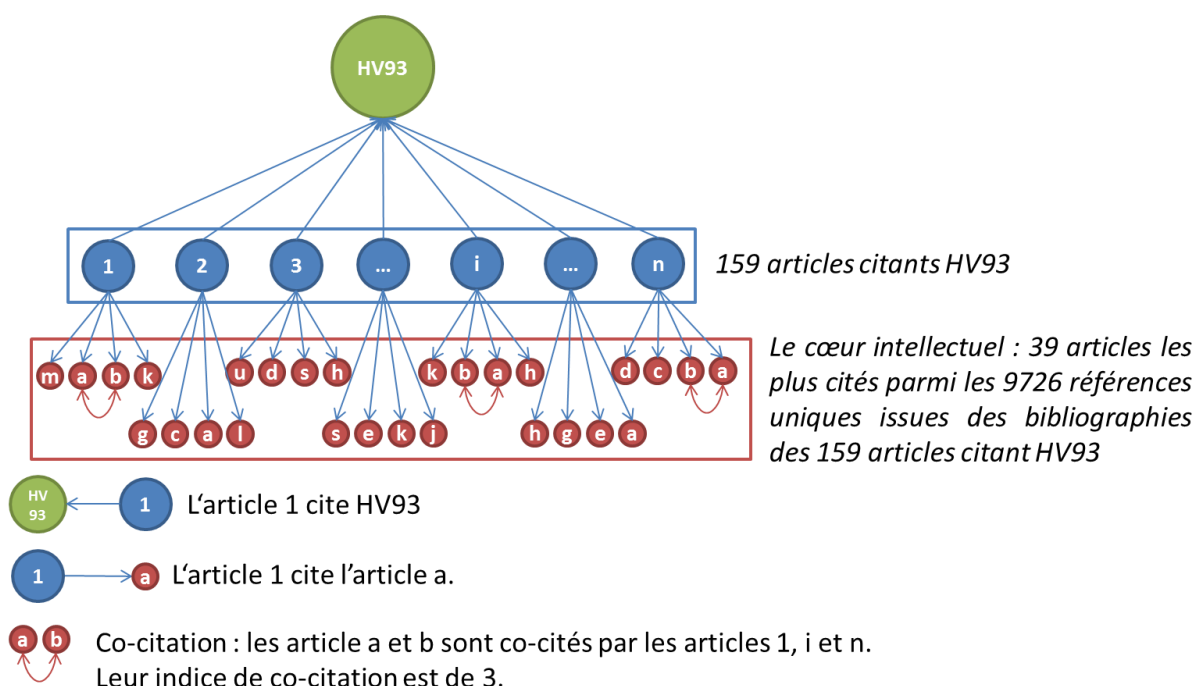 HV93
1 2 3 ... i ... n
159 articles citants HV93
m a b k u d s h k b a h d c b a
g c a l s e k j h g e a
Le cœur intellectuel : 39 articles les
plus cités parmi les 9726 références
uniques issues des bibliographies
des 159 articles citant HV93
HV
93
1 L‘article 1 cite HV93
1 a L‘article 1 cite l’article a.
a b Co-citation : les article a et b sont co-cités par les articles 1, i et n.
Leur indice de co-citation est de 3.